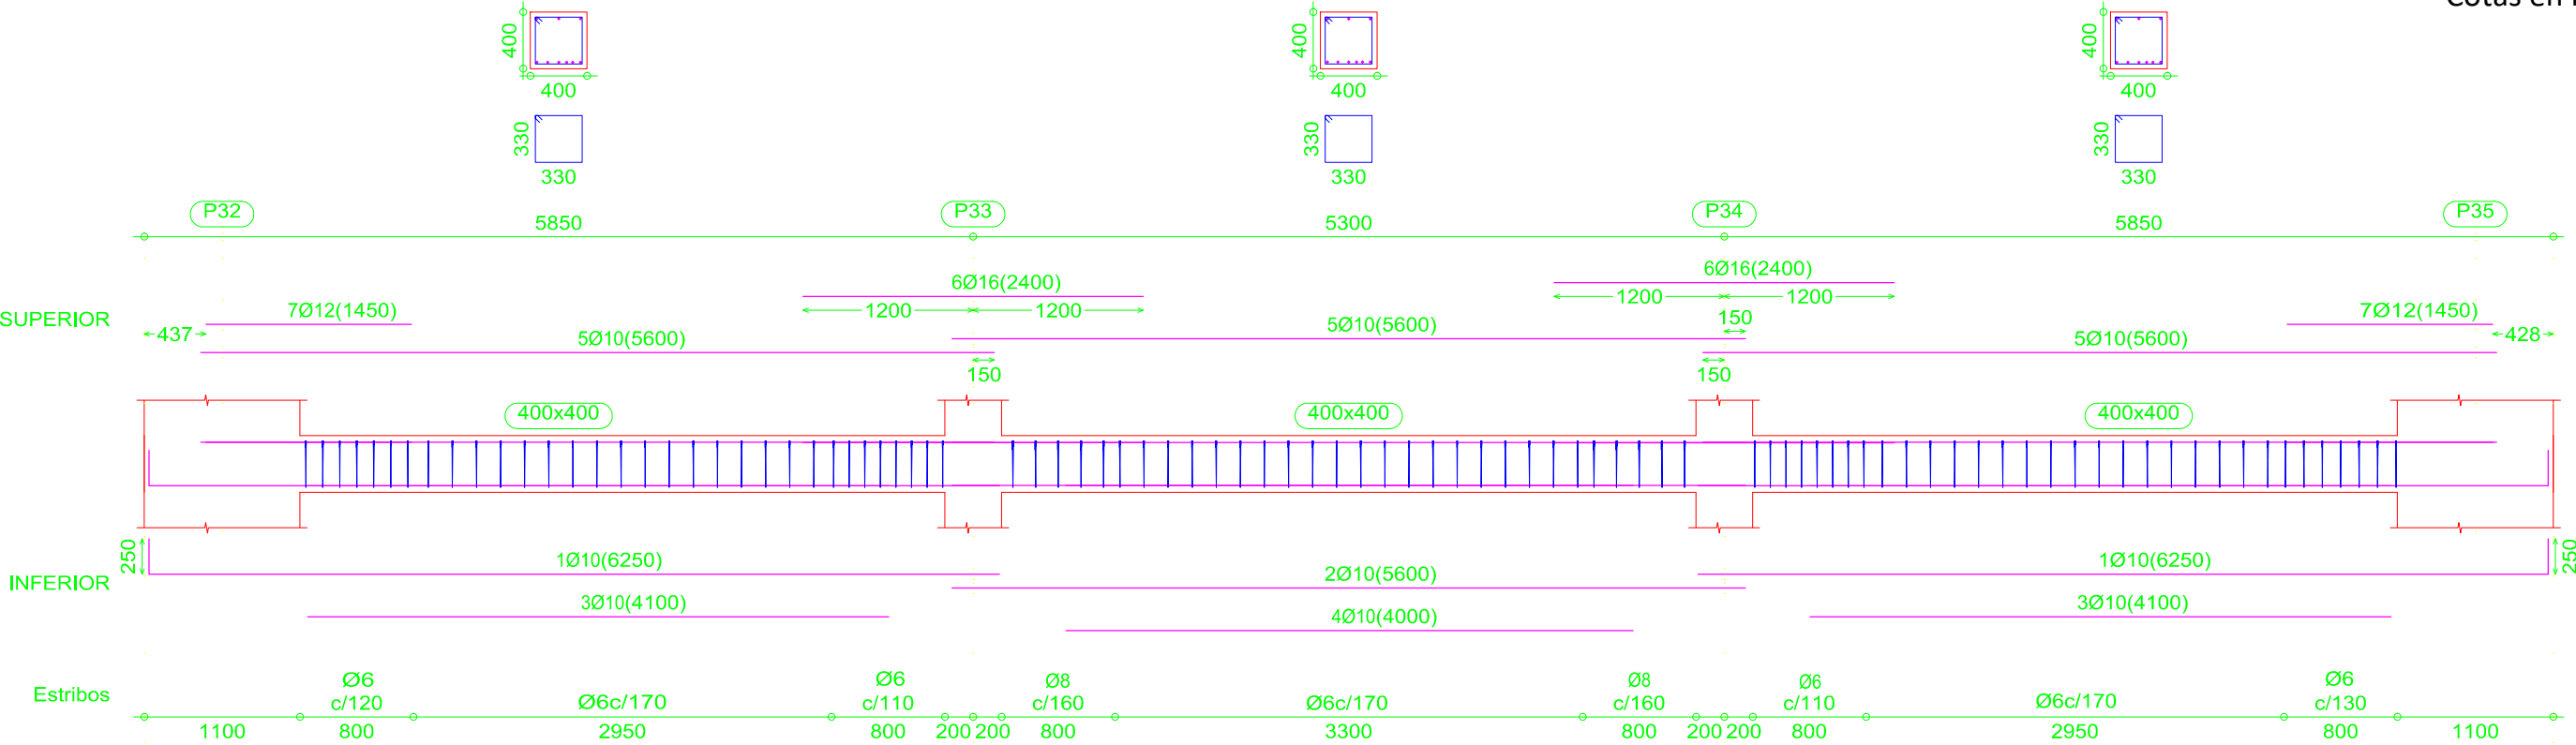 Cotas en
400 400 400
400 400 400
330 330 330
330 330 330
P32 P33 P34 P35
5850 5300 5850
6Ø16(2400) 6Ø16(2400)
7Ø12(1450) 1200 1200 1200 1200 7Ø12(1450)
SUPERIOR
437 5Ø10(5600) 5Ø10(5600) 150 5Ø10(5600) 428
150 150
400x400 400x400 400x400
250 1Ø10(6250) 2Ø10(5600) 1Ø10(6250) 250
INFERIOR
3Ø10(4100) 4Ø10(4000) 3Ø10(4100)
Estribos
Ø6 Ø6 Ø8 Ø8 Ø6 Ø6
c/120 Ø6c/170 c/110 c/160 Ø6c/170 c/160 c/110 Ø6c/170 c/130
1100 800 2950 800 200 200 800 3300 800 200 200 800 2950 800 1100